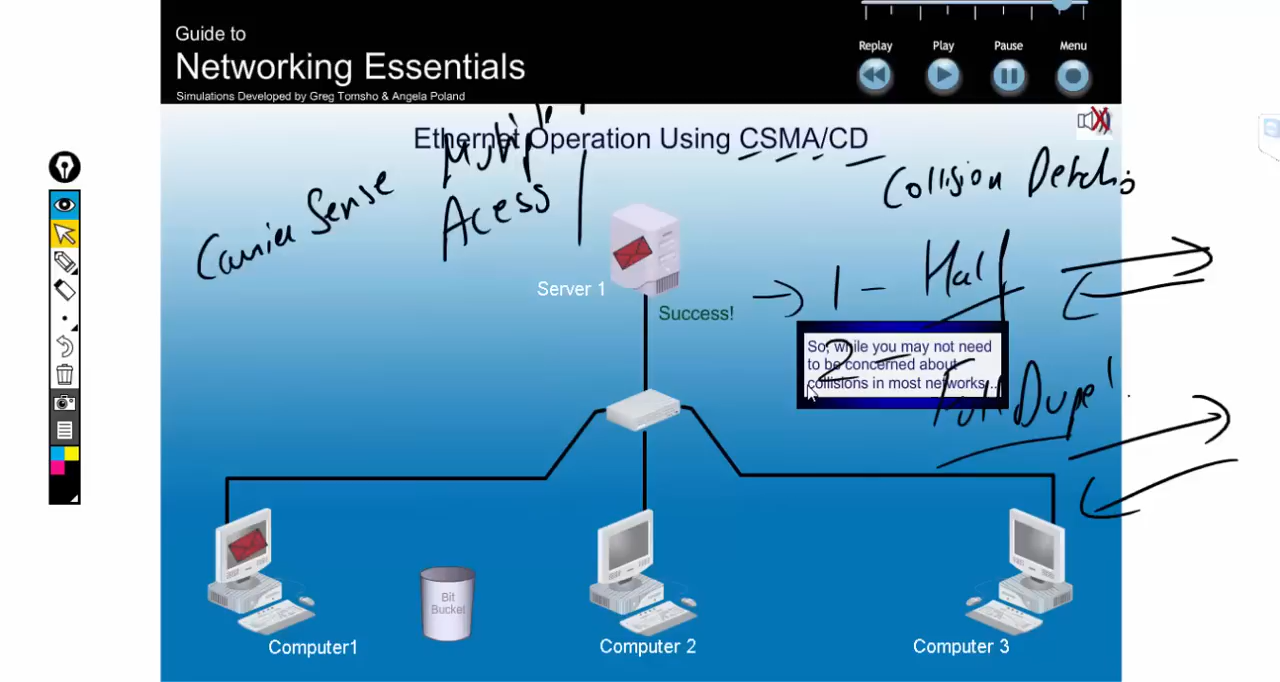 Guide to
Networking Essentials
Simulations Developed by Greg Tomsho & Angela Poland
Replay Play Pause Menu
Ethernet Operation Using CSMA/CD
Carrier Sense
Multiple
Acess
Collision
Server 1
Success!
1 - Half
So, while you may not need
to be concerned about
collisions in most networks...
2 - Full Dupel
Bit
Bucket
Computer1
Computer 2
Computer 3